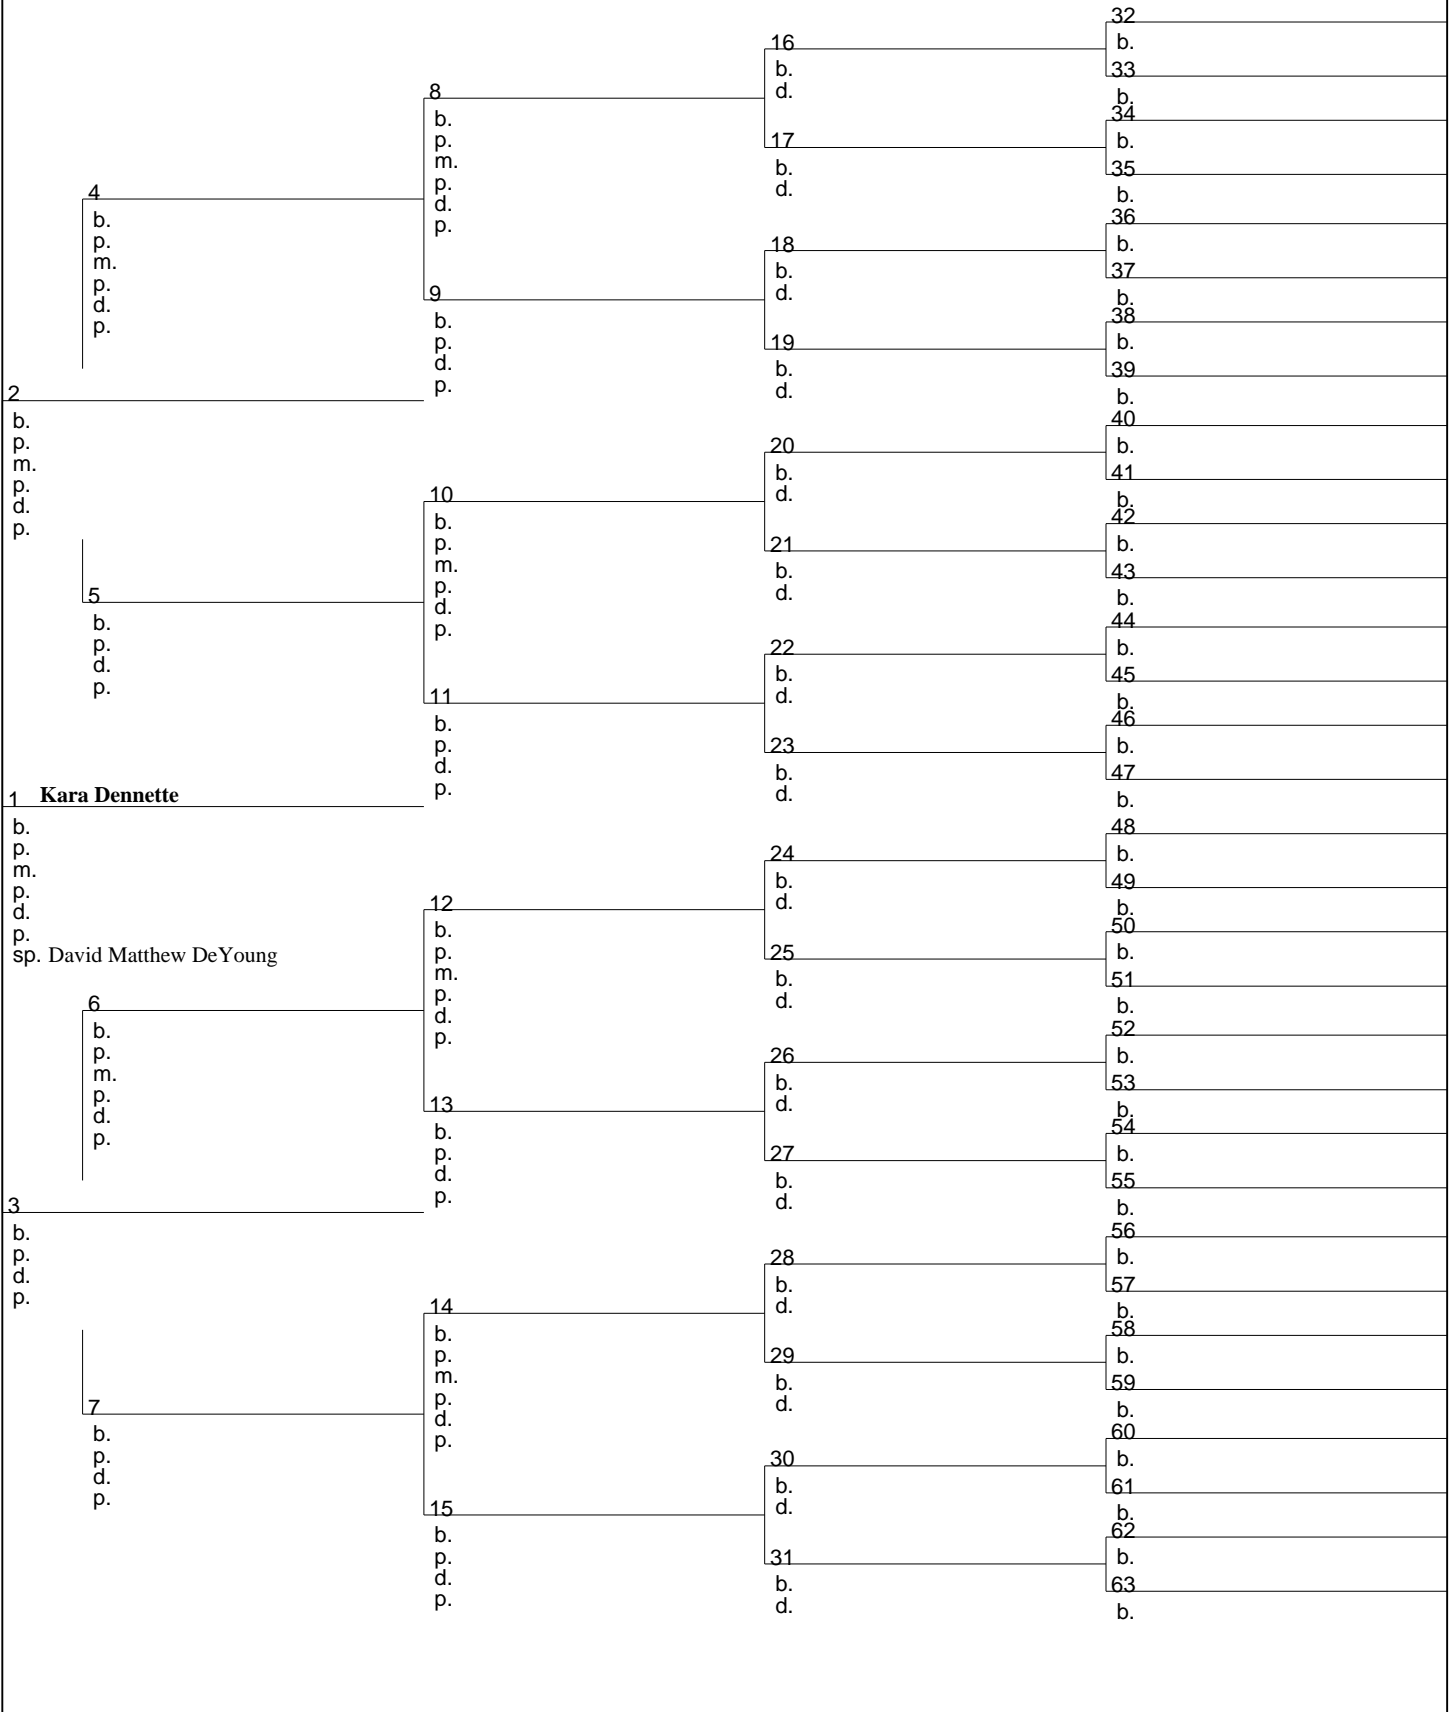 32
b.
33
b.
16
b.
d.
34
b.
35
b.
17
b.
d.
8
b.
p.
m.
p.
d.
p.
36
b.
37
b.
18
b.
d.
38
b.
39
b.
19
b.
d.
9
b.
p.
d.
p.
4
b.
p.
m.
p.
d.
p.
2
b.
p.
m.
p.
d.
p.
40
b.
41
b.
20
b.
d.
42
b.
43
b.
21
b.
d.
10
b.
p.
m.
p.
d.
p.
44
b.
45
b.
22
b.
d.
46
b.
47
b.
23
b.
d.
11
b.
p.
d.
p.
5
b.
p.
d.
p.
1 Kara Dennette
b.
p.
m.
p.
d.
p.
sp. David Matthew DeYoung
48
b.
49
b.
24
b.
d.
50
b.
51
b.
25
b.
d.
12
b.
p.
m.
p.
d.
p.
52
b.
53
b.
26
b.
d.
54
b.
55
b.
27
b.
d.
13
b.
p.
d.
p.
6
b.
p.
m.
p.
d.
p.
3
b.
p.
d.
p.
56
b.
57
b.
28
b.
d.
58
b.
59
b.
29
b.
d.
14
b.
p.
m.
p.
d.
p.
60
b.
61
b.
30
b.
d.
62
b.
63
b.
31
b.
d.
15
b.
p.
d.
p.
7
b.
p.
d.
p.